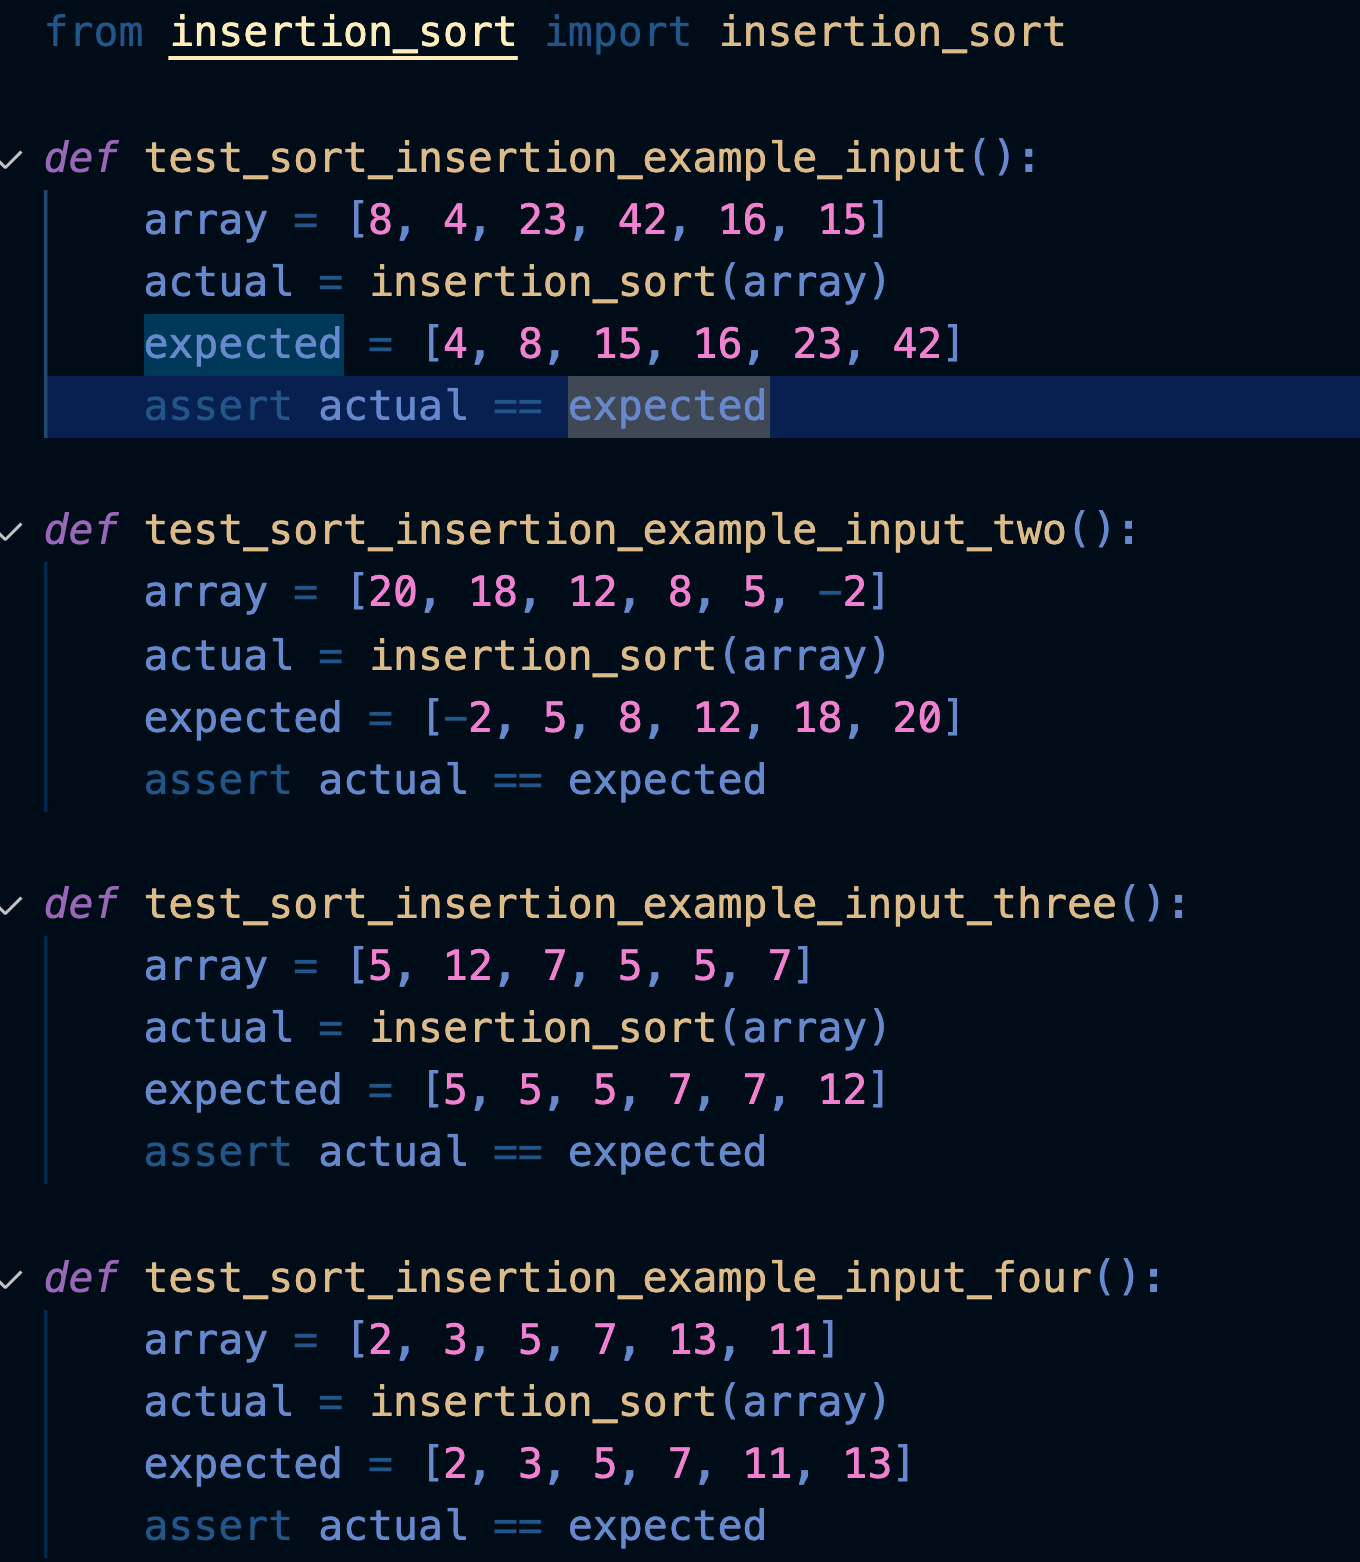 from insertion_sort import insertion_sort
def test_sort_insertion_example_input():
array = [8, 4, 23, 42, 16, 15]
actual = insertion_sort(array)
expected = [4, 8, 15, 16, 23, 42]
assert actual == expected
def test_sort_insertion_example_input_two():
array = [20, 18, 12, 8, 5, -2]
actual = insertion_sort(array)
expected = [-2, 5, 8, 12, 18, 20]
assert actual == expected
def test_sort_insertion_example_input_three():
array = [5, 12, 7, 5, 5, 7]
actual = insertion_sort(array)
expected = [5, 5, 5, 7, 7, 12]
assert actual == expected
def test_sort_insertion_example_input_four():
array = [2, 3, 5, 7, 13, 11]
actual = insertion_sort(array)
expected = [2, 3, 5, 7, 11, 13]
assert actual == expected